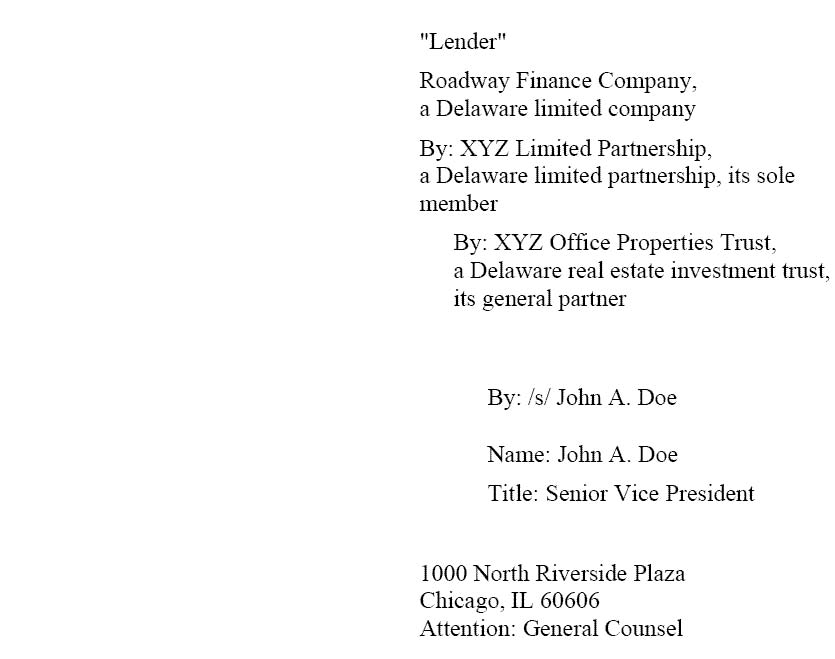 "Lender"
Roadway Finance Company,
a Delaware limited company
By: XYZ Limited Partnership,
a Delaware limited partnership, its sole
member
By: XYZ Office Properties Trust,
a Delaware real estate investment trust,
its general partner
By: /s/ John A. Doe
Name: John A. Doe
Title: Senior Vice President
1000 North Riverside Plaza
Chicago, IL 60606
Attention: General Counsel